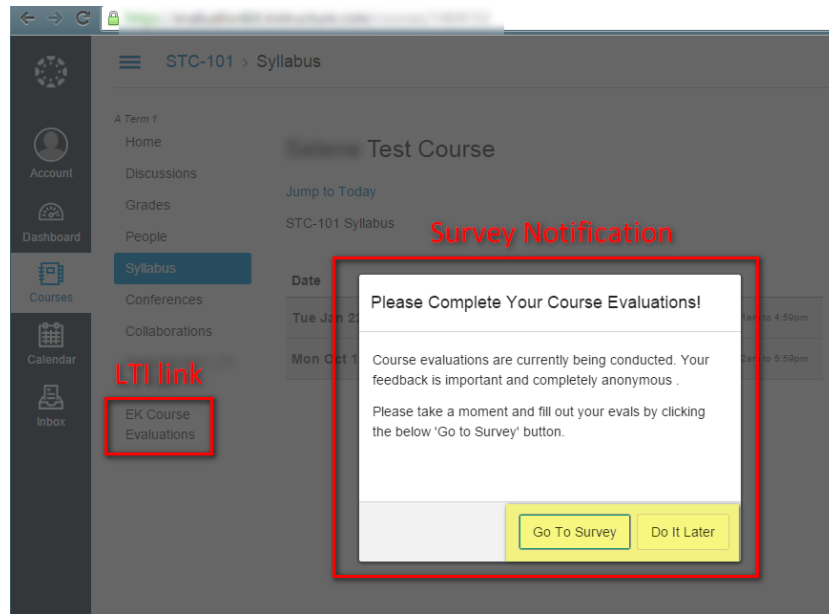 STC-101 > Syllabus
A Term 1
Home
Test Course
Account
Discussions
Jump to Today
Grades
STC-101 Syllabus
Dashboard
People
Survey Notification
Syllabus
Date
Courses
Conferences
Please Complete Your Course Evaluations!
Tue Jan 22
to 4:59pm
Collaborations
Mon Oct 1
to 5:59pm
Calendar
Course evaluations are currently being conducted. Your
feedback is important and completely anonymous .
LTI link
Please take a moment and fill out your evals by clicking
the below 'Go to Survey' button.
EK Course
Evaluations
Inbox
Go To Survey
Do It Later